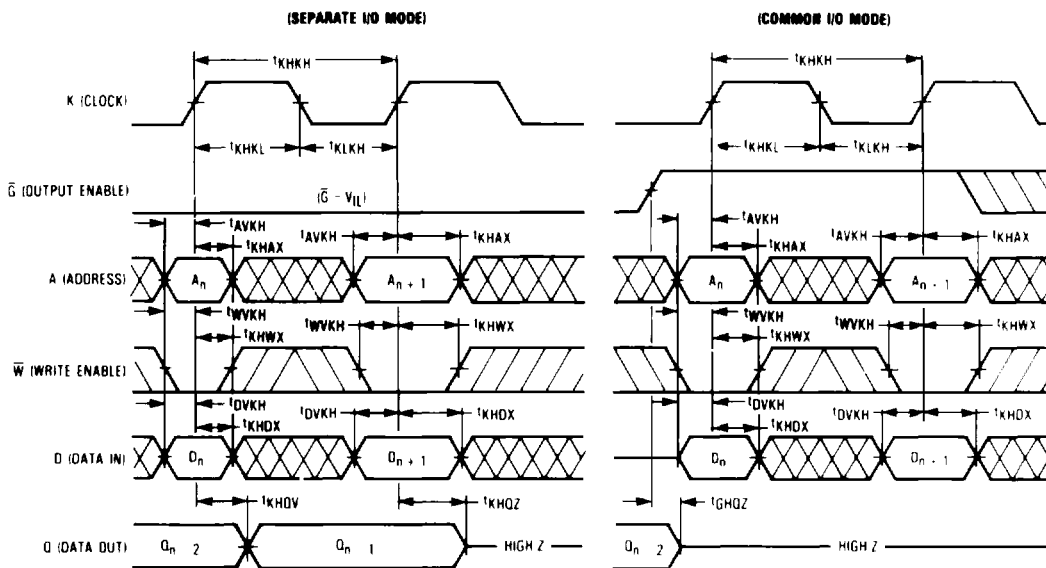 (SEPARATE I/O MODE) (COMMON I/O MODE)
tKHKH tKHKH
K (CLOCK)
tKHKL tKLKH tKHKL tKLKH
G̅ (OUTPUT ENABLE) (G̅ - VIL)
tAVKH tAVKH tKHAX tAVKH tAVKH tKHAX
tKHAX tKHAX
A (ADDRESS) An An + 1 An - 1
An
tWVKH tWVKH tKHWX tWVKH tWVKH tKHWX
tKHWX tKHWX
W̅ (WRITE ENABLE)
tDVKH tDVKH tKHDX tDVKH tDVKH tKHDX
tKHDX tKHDX
D (DATA IN) Dn Dn + 1 Dn Dn - 1
tKHQV tKHQZ tGHQZ
Q (DATA OUT) Qn 2 Qn 1 HIGH Z Qn 2 HIGH Z